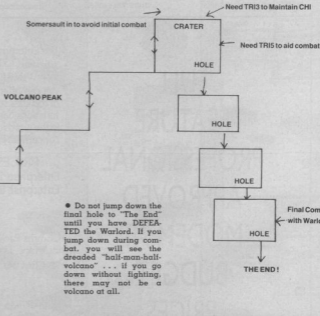 Need TRI3 to Maintain CHI
Somersault in to avoid initial combat
CRATER
Need TRI5 to aid combat
HOLE
VOLCANO PEAK
HOLE
HOLE
● Do not jump down the
final hole to "The End"
until you have DEFEA-
TED the Warlord. If you
jump down during com-
bat, you will see the
dreaded "half-man-half-
volcano" . . . if you go
down without fighting,
there may not be a
volcano at all.
Final Com
with Warl
HOLE
THE END!